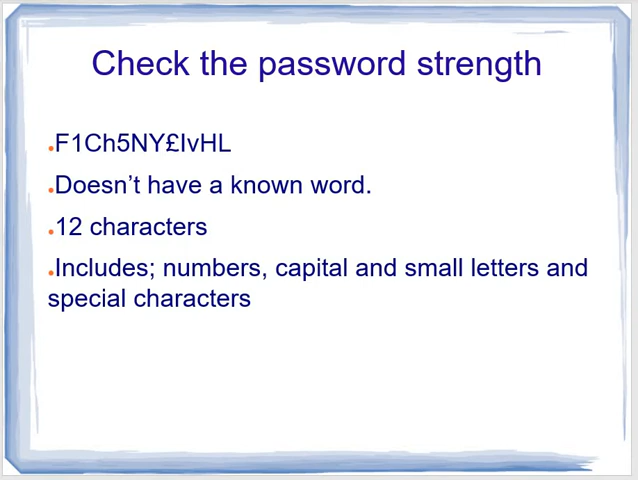 Check the password strength
F1Ch5NY£IvHL
Doesn’t have a known word.
12 characters
Includes; numbers, capital and small letters and
special characters